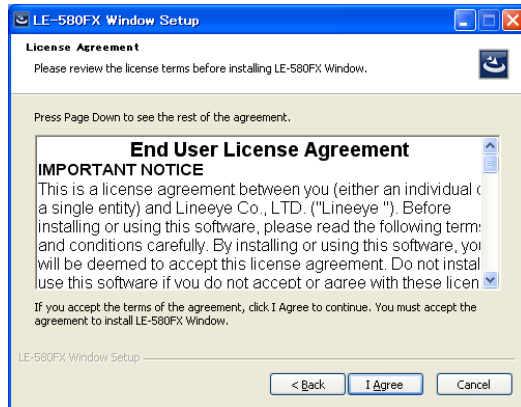 LE-580FX Window Setup
License Agreement
Please review the license terms before installing LE-580FX Window.
Press Page Down to see the rest of the agreement.
End User License Agreement
IMPORTANT NOTICE
This is a license agreement between you (either an individual
a single entity) and Lineeye Co., LTD. ("Lineeye "). Before
installing or using this software, please read the following
and conditions carefully. By installing or using this software,
will be deemed to accept this license agreement. Do not
use this software if you do not accept or agree with these
If you accept the terms of the agreement, click I Agree to continue. You must accept the
agreement to install LE-580FX Window.
LE-580FX Window Setup
< Back
I Agree
Cancel